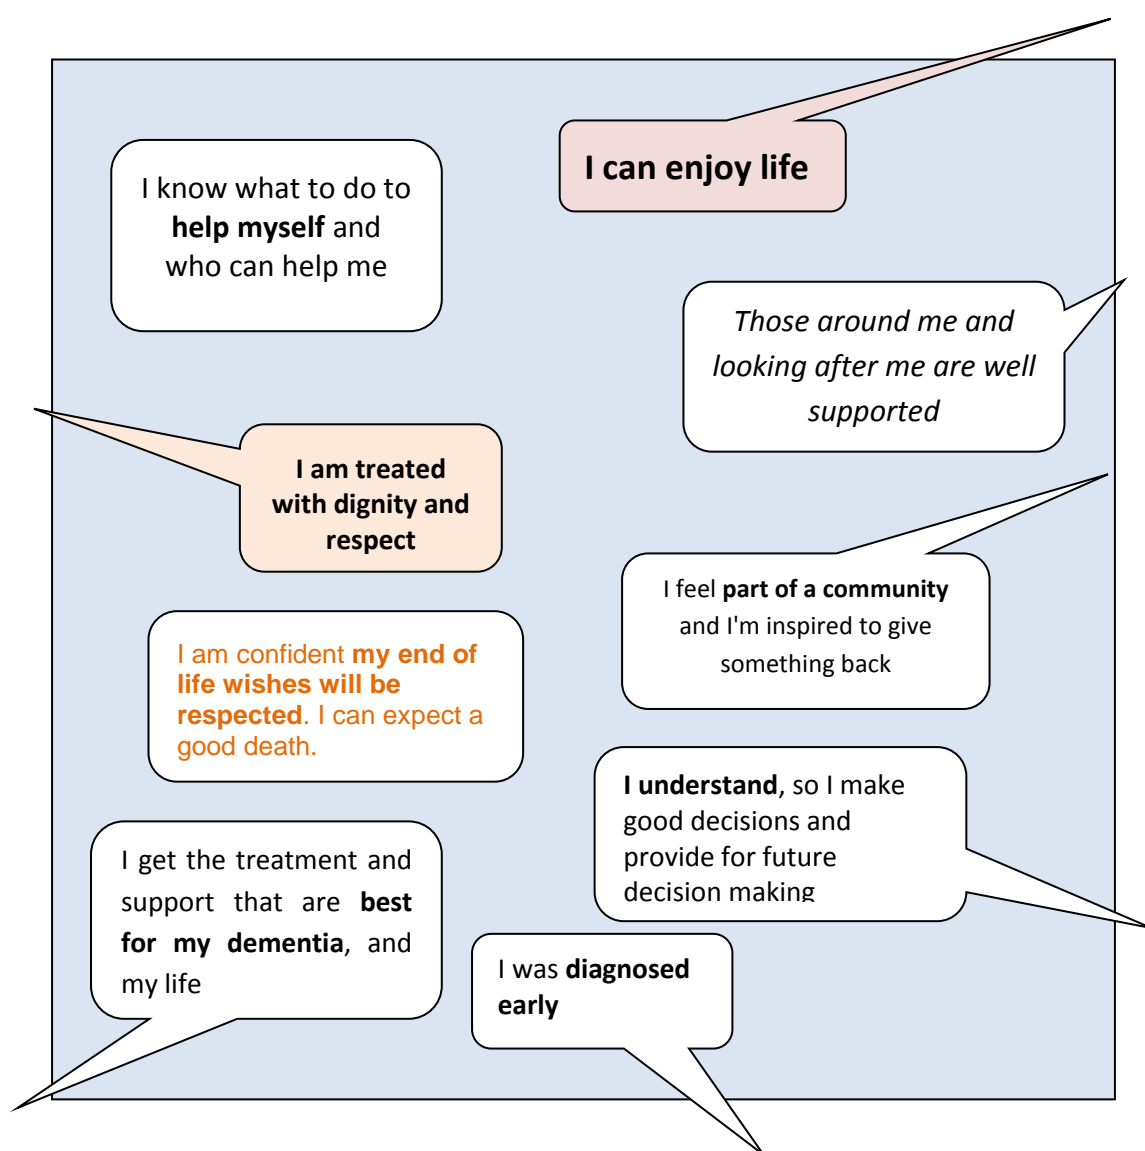 I can enjoy life
I know what to do to
help myself and
who can help me
Those around me and
looking after me are well
supported
I am treated
with dignity and
respect
I feel part of a community
and I'm inspired to give
something back
I am confident my end of
life wishes will be
respected. I can expect a
good death.
I understand, so I make
good decisions and
provide for future
decision making
I get the treatment and
support that are best
for my dementia, and
my life
I was diagnosed
early